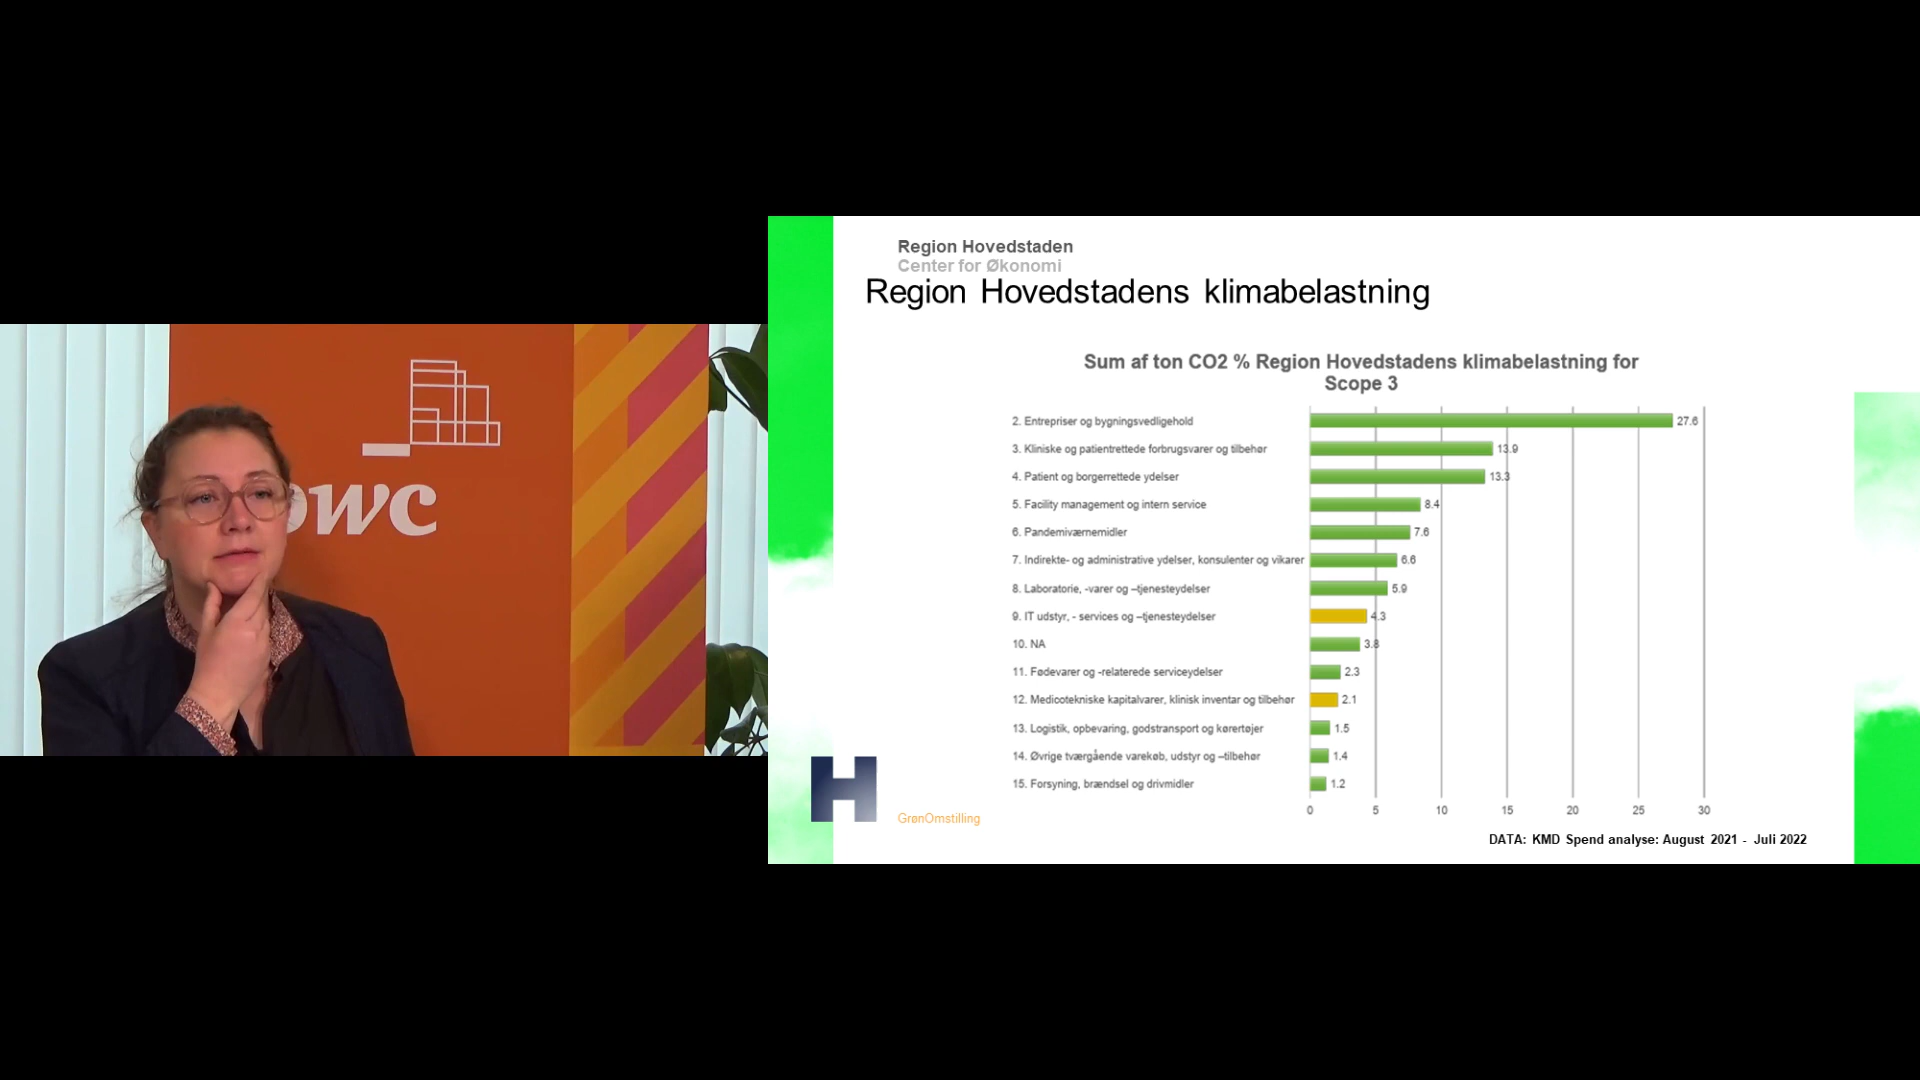 pwc
Region Hovedstaden
Center for Økonomi
Region Hovedstadens klimabelastning
Sum af ton CO2 % Region Hovedstadens klimabelastning for
Scope 3
2. Entrepriser og bygningsvedligehold 27.6
3. Kliniske og patientrettede forbrugsvarer og tilbehør 13.9
4. Patient og borgerrettede ydelser 13.3
5. Facility management og intern service 8.4
6. Pandemiværnemidler 7.6
7. Indirekte- og administrative ydelser, konsulenter og vikarer 6.6
8. Laboratorie, -varer og –tjenesteydelser 5.9
9. IT udstyr, - services og –tjenesteydelser 4.3
10. NA 3.8
11. Fødevarer og -relaterede serviceydelser 2.3
12. Medicotekniske kapitalvarer, klinisk inventar og tilbehør 2.1
13. Logistik, opbevaring, godstransport og kørertøjer 1.5
14. Øvrige tværgående varekøb, udstyr og –tilbehør 1.4
15. Forsyning, brændsel og drivmidler 1.2
0 5 10 15 20 25 30
H
GrønOmstilling
DATA: KMD Spend analyse: August 2021 - Juli 2022